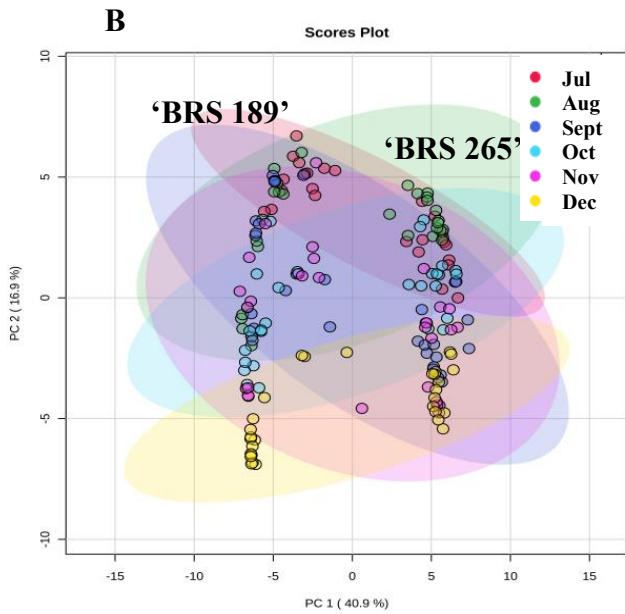 B
Scores Plot
‘BRS 189’
‘BRS 265’
Jul
Aug
Sept
Oct
Nov
Dec
PC 2 ( 16.9 %)
10
5
0
-5
-10
-15
-10
-5
0
5
10
15
PC 1 ( 40.9 %)